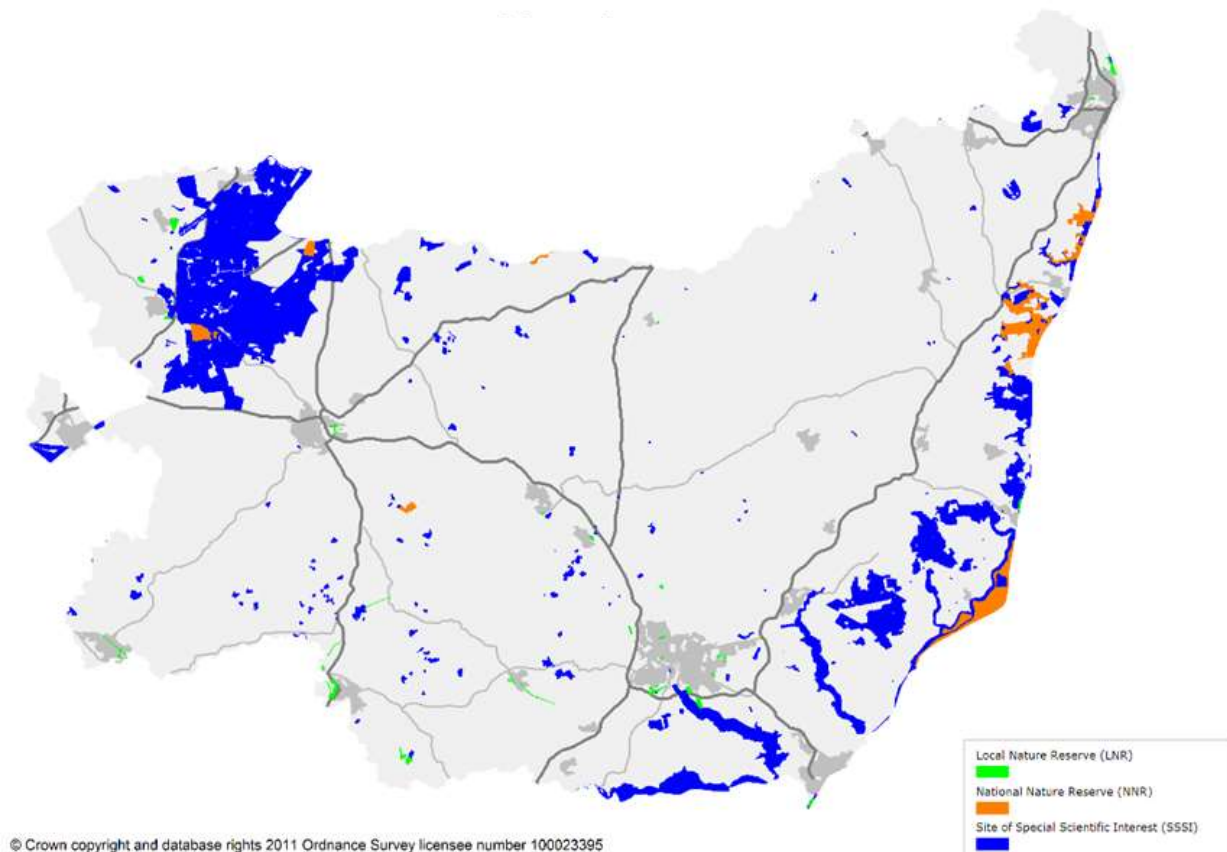 Local Nature Reserve (LNR)
National Nature Reserve (NNR)
Site of Special Scientific Interest (SSSI)
© Crown copyright and database rights 2011 Ordnance Survey licensee number 100023395